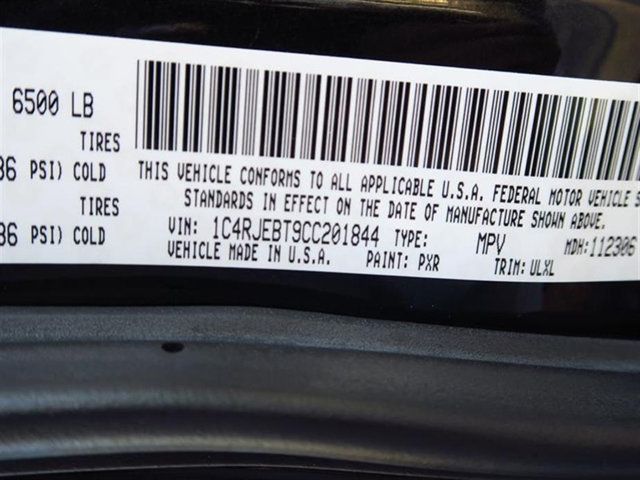 6500 LB
TIRES
36 PSI) COLD
TIRES
36 PSI) COLD
THIS VEHICLE CONFORMS TO ALL APPLICABLE U.S.A. FEDERAL MOTOR VEHICLE S
STANDARDS IN EFFECT ON THE DATE OF MANUFACTURE SHOWN ABOVE.
VIN: 1C4RJEBT9CC201844 TYPE: MPV MDH:112306
VEHICLE MADE IN U.S.A. PAINT: PXR TRIM: ULXL